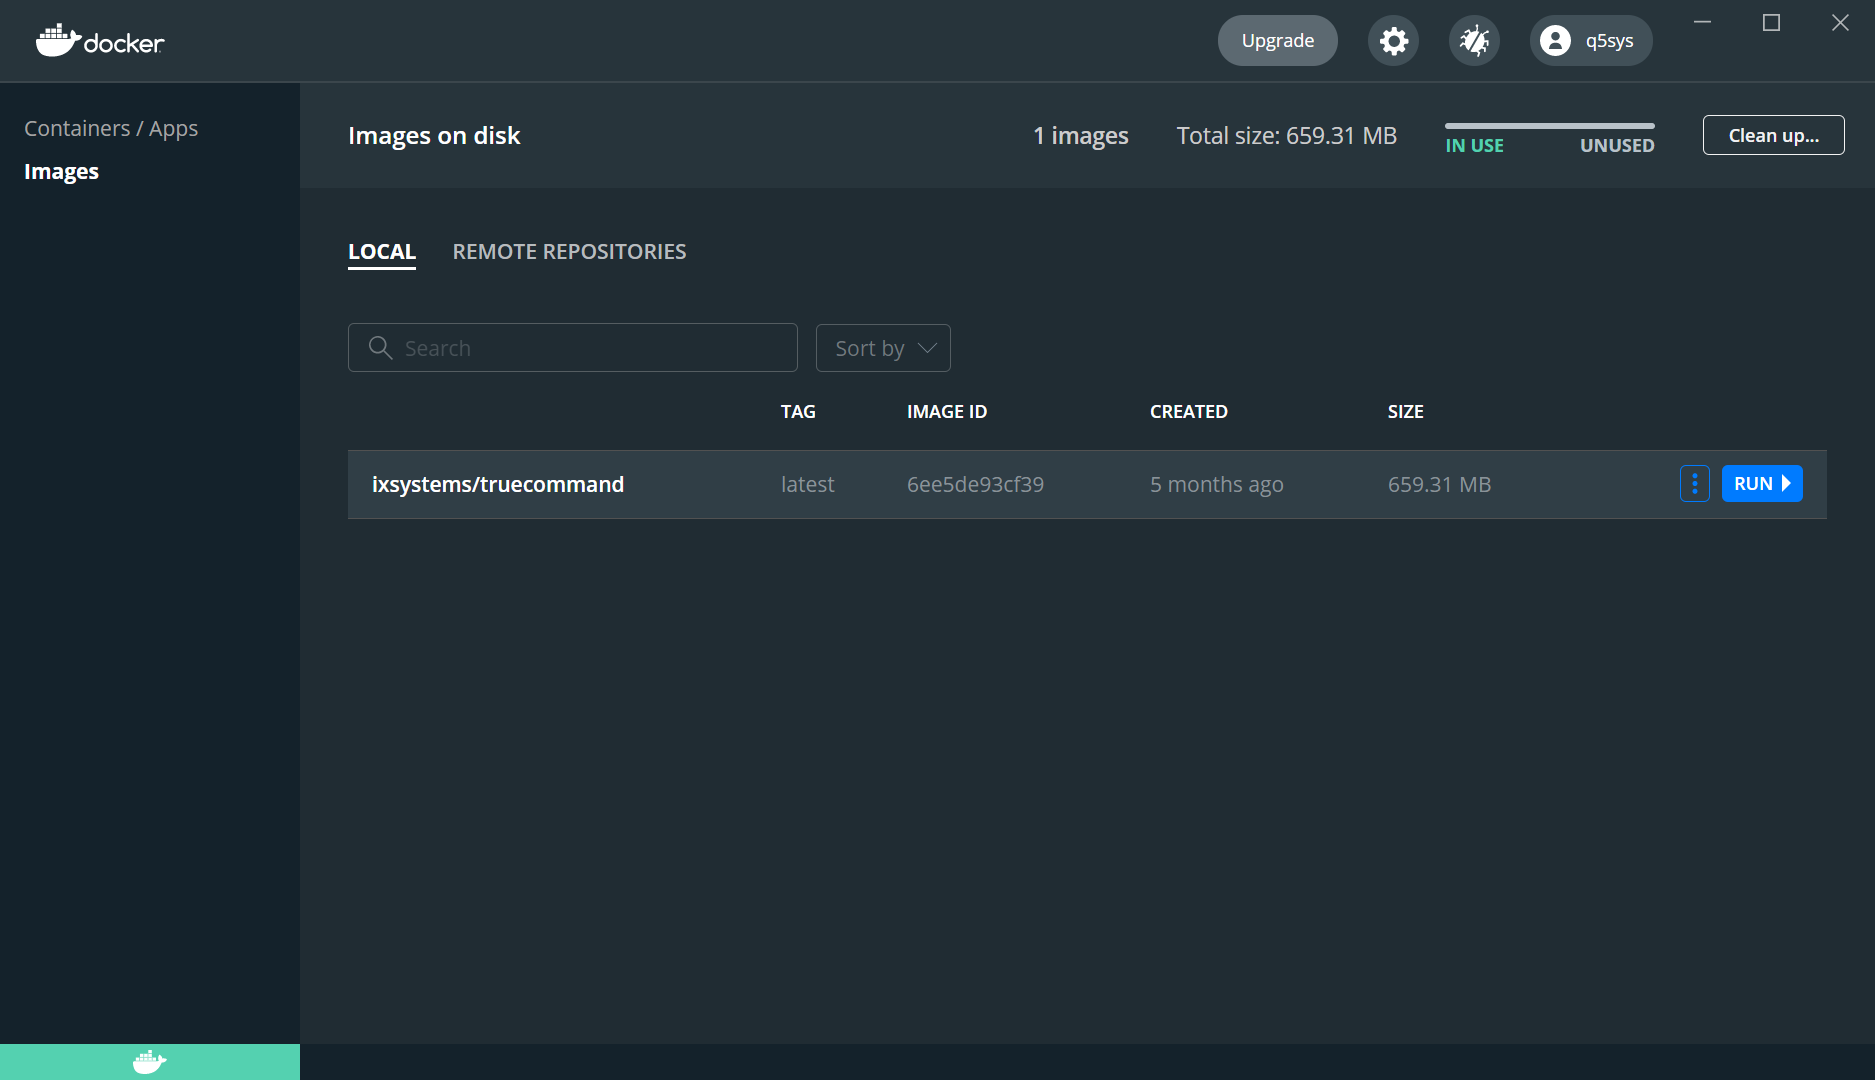 docker
Upgrade
q5sys
Containers / Apps
Images
Images on disk
1 images
Total size: 659.31 MB
IN USE
UNUSED
Clean up...
LOCAL
REMOTE REPOSITORIES
Search
Sort by
TAG
IMAGE ID
CREATED
SIZE
ixsystems/truecommand
latest
6ee5de93cf39
5 months ago
659.31 MB
RUN